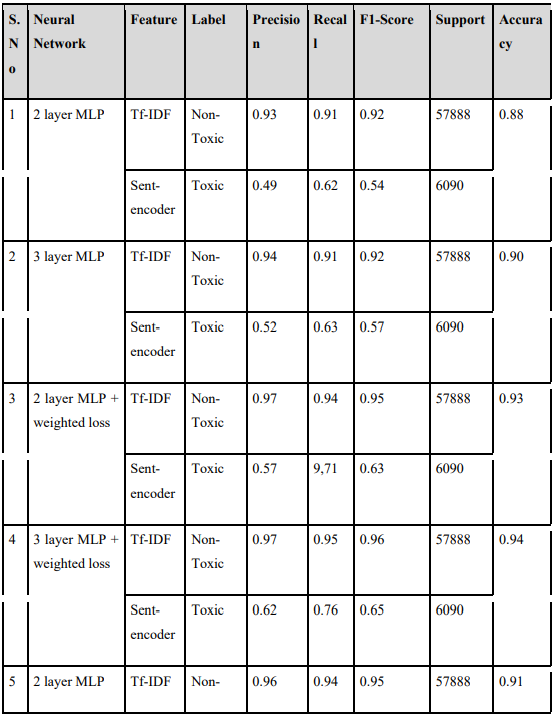 S. Neural Feature Label Precisio Recal F1-Score Support Accura
N Network n l cy
o
1 2 layer MLP Tf-IDF Non- 0.93 0.91 0.92 57888 0.88
Toxic
Sent- Toxic 0.49 0.62 0.54 6090
encoder
2 3 layer MLP Tf-IDF Non- 0.94 0.91 0.92 57888 0.90
Toxic
Sent- Toxic 0.52 0.63 0.57 6090
encoder
3 2 layer MLP + Tf-IDF Non- 0.97 0.94 0.95 57888 0.93
weighted loss Toxic
Sent- Toxic 0.57 9,71 0.63 6090
encoder
4 3 layer MLP + Tf-IDF Non- 0.97 0.95 0.96 57888 0.94
weighted loss Toxic
Sent- Toxic 0.62 0.76 0.65 6090
encoder
5 2 layer MLP Tf-IDF Non- 0.96 0.94 0.95 57888 0.91